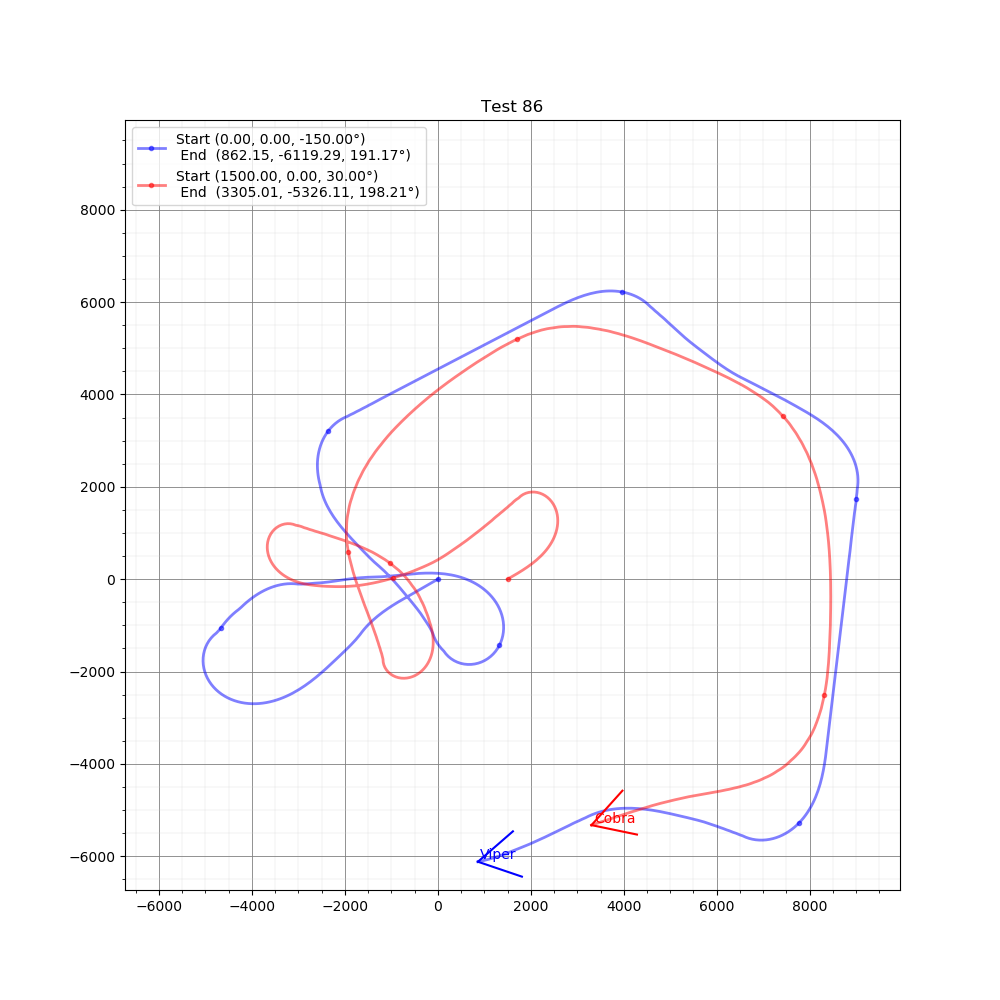 Test 86
Start (0.00, 0.00, -150.00°)
End  (862.15, -6119.29, 191.17°)
Start (1500.00, 0.00, 30.00°)
End  (3305.01, -5326.11, 198.21°)
8000
6000
4000
2000
0
−2000
−4000
−6000
Cobra
Viper
−6000 −4000 −2000 0 2000 4000 6000 8000